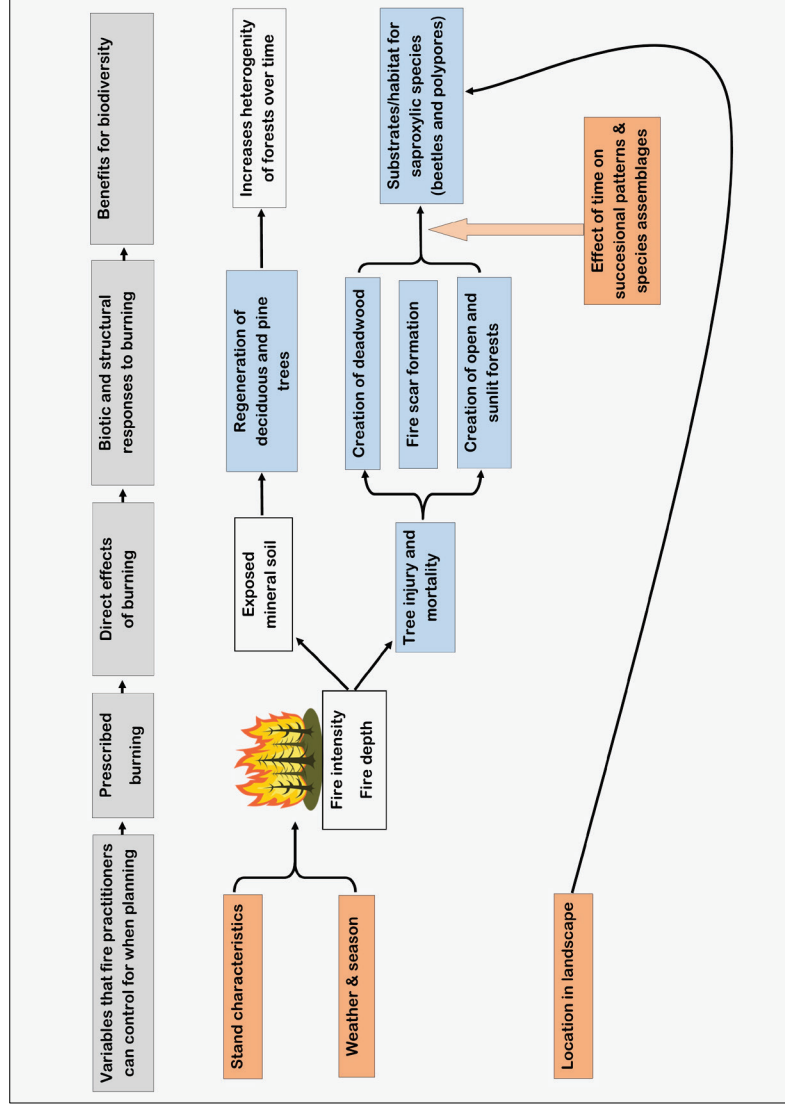 Variables that fire practitioners
can control for when planning
Prescribed
burning
Direct effects
of burning
Biotic and structural
responses to burning
Benefits for biodiversity
Stand characteristics
Weather & season
Location in landscape
Fire intensity
Fire depth
Exposed
mineral soil
Tree injury and
mortality
Regeneration of
deciduous and pine
trees
Creation of deadwood
Fire scar formation
Creation of open and
sunlit forests
Increases heterogenity
of forests over time
Substrates/habitat for
saproxylic species
(beetles and polypores)
Effect of time on
succesional patterns &
species assemblages